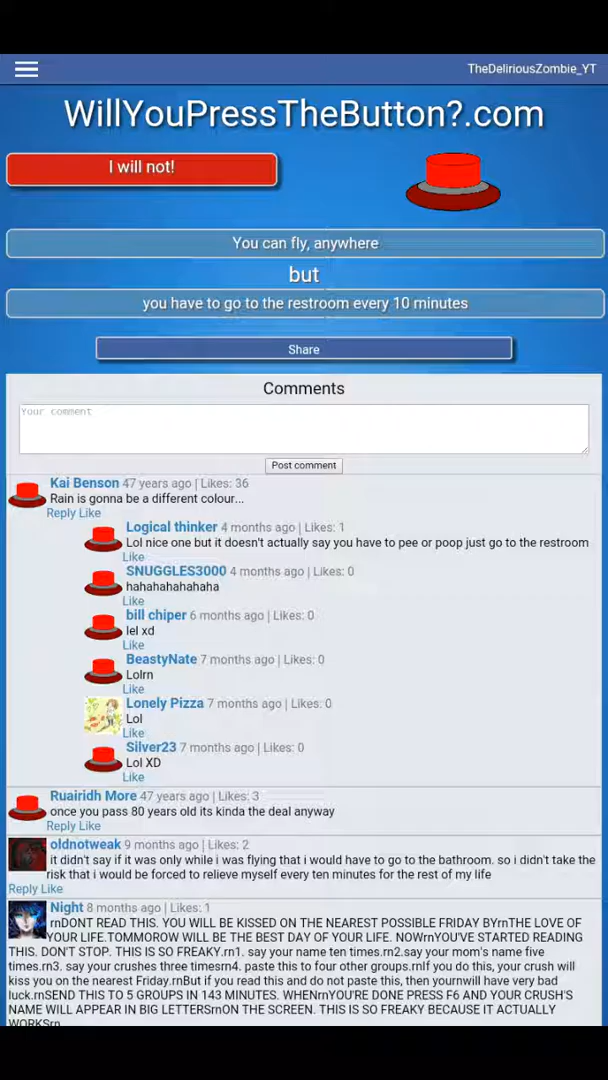 TheDeliriousZombie_YT
WillYouPressTheButton?.com
I will not!
You can fly, anywhere
but
you have to go to the restroom every 10 minutes
Share
Comments
Your comment
Post comment
Kai Benson 47 years ago | Likes: 36
Rain is gonna be a different colour...
Reply Like
Logical thinker 4 months ago | Likes: 1
Lol nice one but it doesn't actually say you have to pee or poop just go to the restroom
Like
SNUGGLES3000 4 months ago | Likes: 0
hahahahahahaha
Like
bill chiper 6 months ago | Likes: 0
lel xd
Like
BeastyNate 7 months ago | Likes: 0
Lolrn
Like
Lonely Pizza 7 months ago | Likes: 0
Lol
Like
Silver23 7 months ago | Likes: 0
Lol XD
Like
Ruairidh More 47 years ago | Likes: 3
once you pass 80 years old its kinda the deal anyway
Reply Like
oldnotweak 9 months ago | Likes: 2
it didn't say if it was only while i was flying that i would have to go to the bathroom. so i didn't take the
risk that i would be forced to relieve myself every ten minutes for the rest of my life
Reply Like
Night 8 months ago | Likes: 1
rnDONT READ THIS. YOU WILL BE KISSED ON THE NEAREST POSSIBLE FRIDAY BYrnTHE LOVE OF
YOUR LIFE.TOMMOROW WILL BE THE BEST DAY OF YOUR LIFE. NOWrnYOU'VE STARTED READING
THIS. DON'T STOP. THIS IS SO FREAKY.rn1. say your name ten times.rn2.say your mom's name five
times.rn3. say your crushes three timesrn4. paste this to four other groups.rnIf you do this, your crush will
kiss you on the nearest Friday.rnBut if you read this and do not paste this, then yournwill have very bad
luck.rnSEND THIS TO 5 GROUPS IN 143 MINUTES. WHENrnYOU'RE DONE PRESS F6 AND YOUR CRUSH'S
NAME WILL APPEAR IN BIG LETTERSrnON THE SCREEN. THIS IS SO FREAKY BECAUSE IT ACTUALLY
WORKSrn